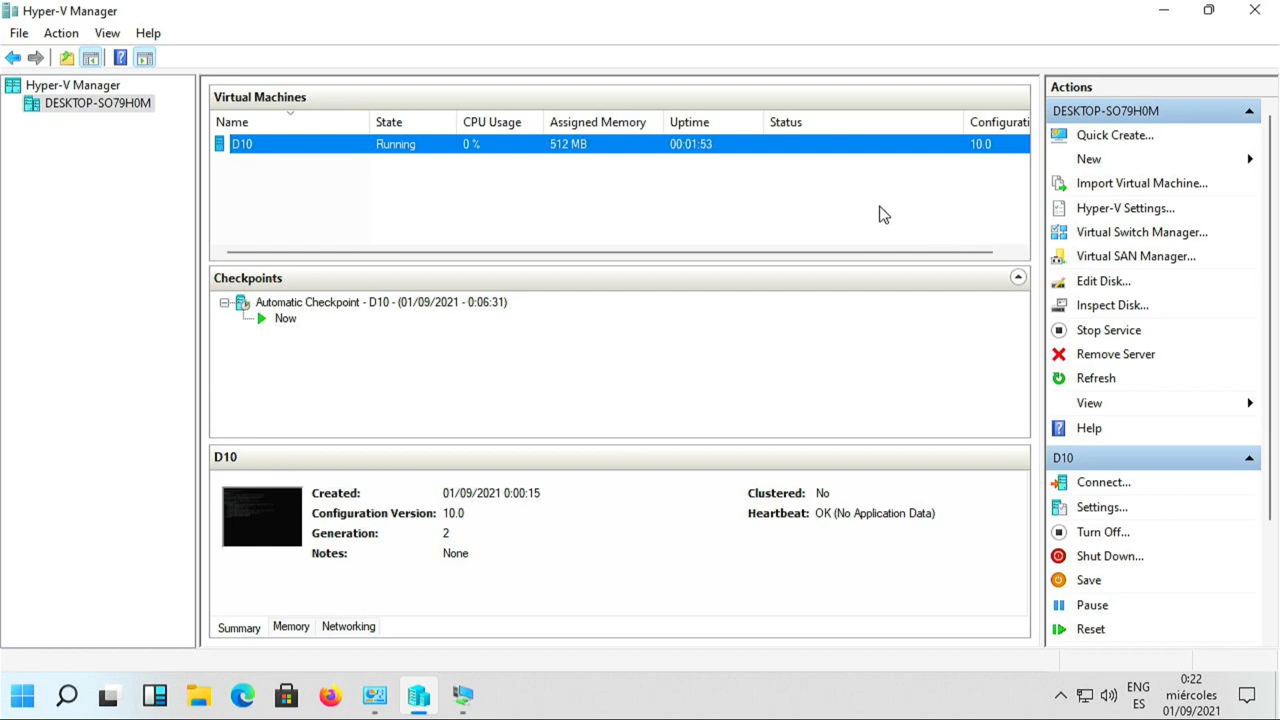 Hyper-V Manager
File Action View Help
Hyper-V Manager
DESKTOP-SO79H0M
Virtual Machines
Name State CPU Usage Assigned Memory Uptime Status Configurati
D10 Running 0 % 512 MB 00:01:53 10.0
Checkpoints
Automatic Checkpoint - D10 - (01/09/2021 - 0:06:31)
Now
D10
Created: 01/09/2021 0:00:15 Clustered: No
Configuration Version: 10.0 Heartbeat: OK (No Application Data)
Generation: 2
Notes: None
Summary Memory Networking
Actions
DESKTOP-SO79H0M
Quick Create...
New
Import Virtual Machine...
Hyper-V Settings...
Virtual Switch Manager...
Virtual SAN Manager...
Edit Disk...
Inspect Disk...
Stop Service
Remove Server
Refresh
View
Help
D10
Connect...
Settings...
Turn Off...
Shut Down...
Save
Pause
Reset
ENG
ES
0:22
miércoles
01/09/2021